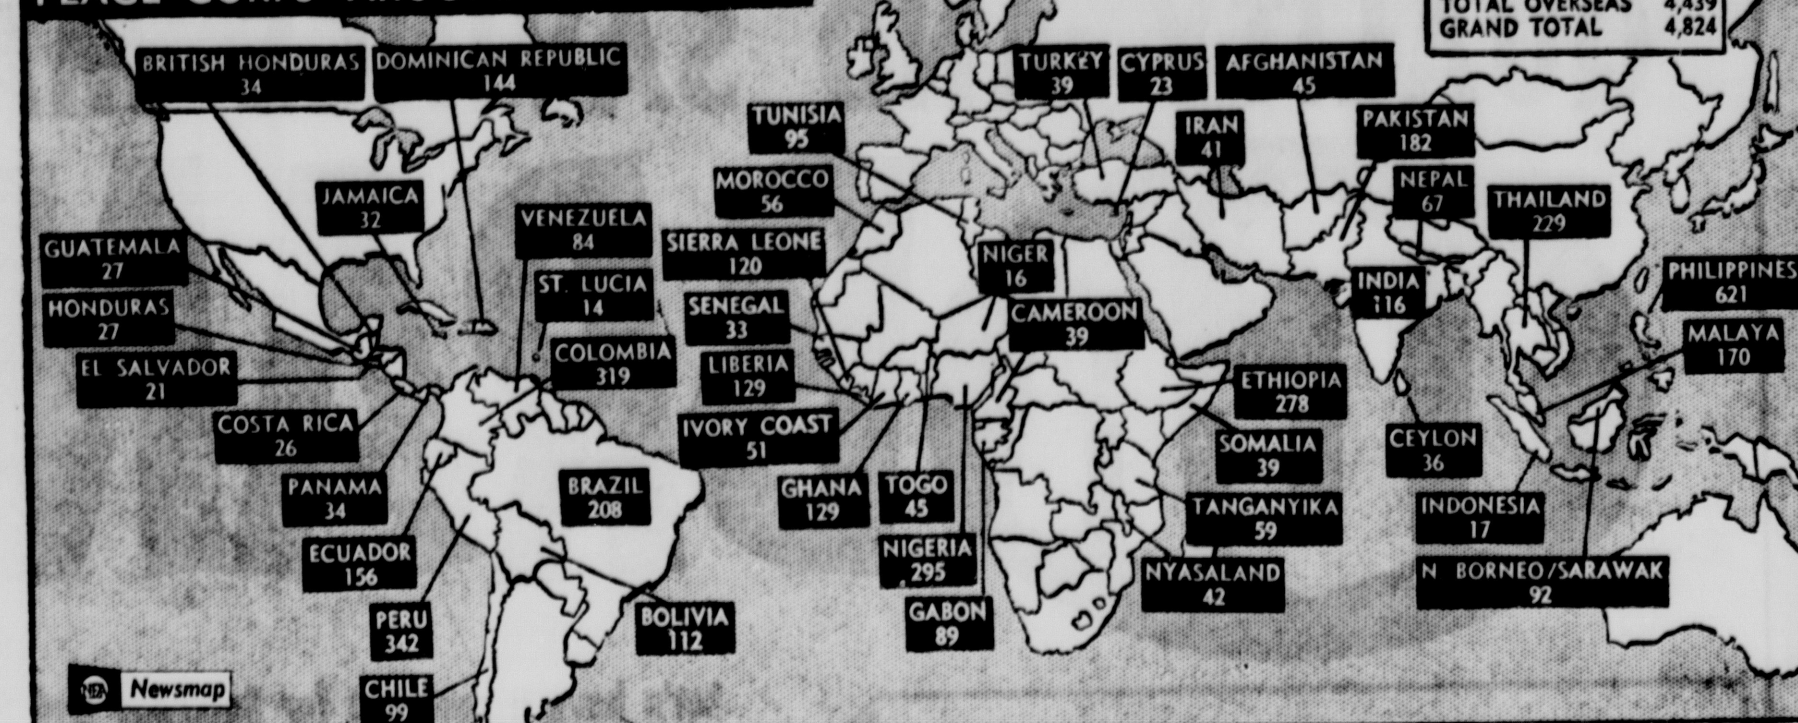 PEACE CORPS
TOTAL OVERSEAS 4,439
GRAND TOTAL 4,824
BRITISH HONDURAS
34
DOMINICAN REPUBLIC
144
TURKEY
39
CYPRUS
23
AFGHANISTAN
45
TUNISIA
95
IRAN
41
PAKISTAN
182
MOROCCO
56
NEPAL
67
THAILAND
229
JAMAICA
32
VENEZUELA
84
SIERRA LEONE
120
GUATEMALA
27
NIGER
16
ST. LUCIA
14
INDIA
116
PHILIPPINES
621
HONDURAS
27
SENEGAL
33
CAMEROON
39
MALAYA
170
COLOMBIA
319
EL SALVADOR
21
LIBERIA
129
ETHIOPIA
278
COSTA RICA
26
IVORY COAST
51
SOMALIA
39
CEYLON
36
PANAMA
34
BRAZIL
208
GHANA
129
TOGO
45
TANGANYIKA
59
INDONESIA
17
ECUADOR
156
NIGERIA
295
NYASALAND
42
N BORNEO/SARAWAK
92
PERU
342
BOLIVIA
112
GABON
89
CHILE
99
NEA Newsmap